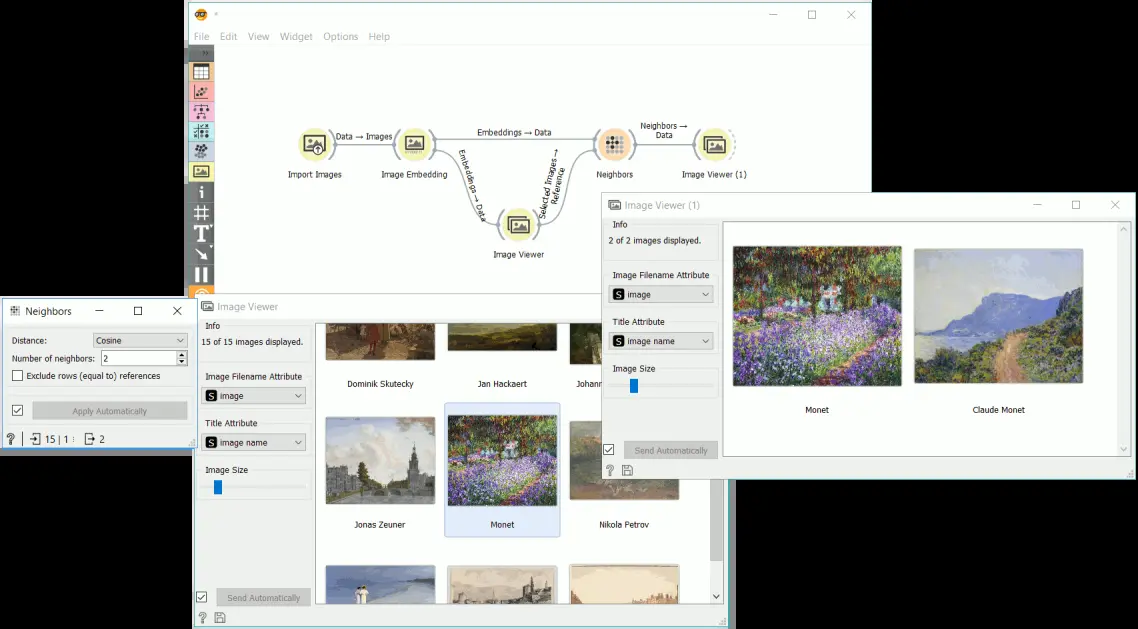 File Edit View Widget Options Help
Data → Images
Embeddings → Data
Neighbors →
Data
Import Images
Image Embedding
Neighbors
Image Viewer (1)
Embeddings → Data
Selected Images →
Reference
Image Viewer
Neighbors
Distance:
Cosine
Number of neighbors:
2
Exclude rows (equal to) references
Apply Automatically
? 15 | 1 2
Image Viewer
Info
15 of 15 images displayed.
Image Filename Attribute
S image
Title Attribute
S image name
Image Size
Send Automatically
?
Dominik Skutecky
Jan Hackaert
Johann
Jonas Zeuner
Monet
Nikola Petrov
Image Viewer (1)
Info
2 of 2 images displayed.
Image Filename Attribute
S image
Title Attribute
S image name
Image Size
Send Automatically
?
Monet
Claude Monet